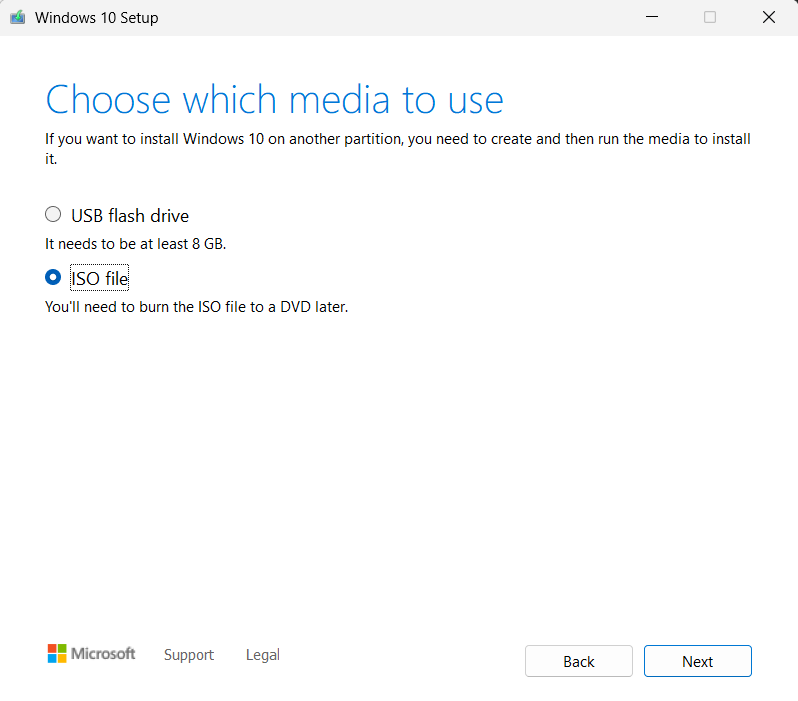 Windows 10 Setup
Choose which media to use
If you want to install Windows 10 on another partition, you need to create and then run the media to install
it.
USB flash drive
It needs to be at least 8 GB.
ISO file
You'll need to burn the ISO file to a DVD later.
Microsoft Support Legal Back Next